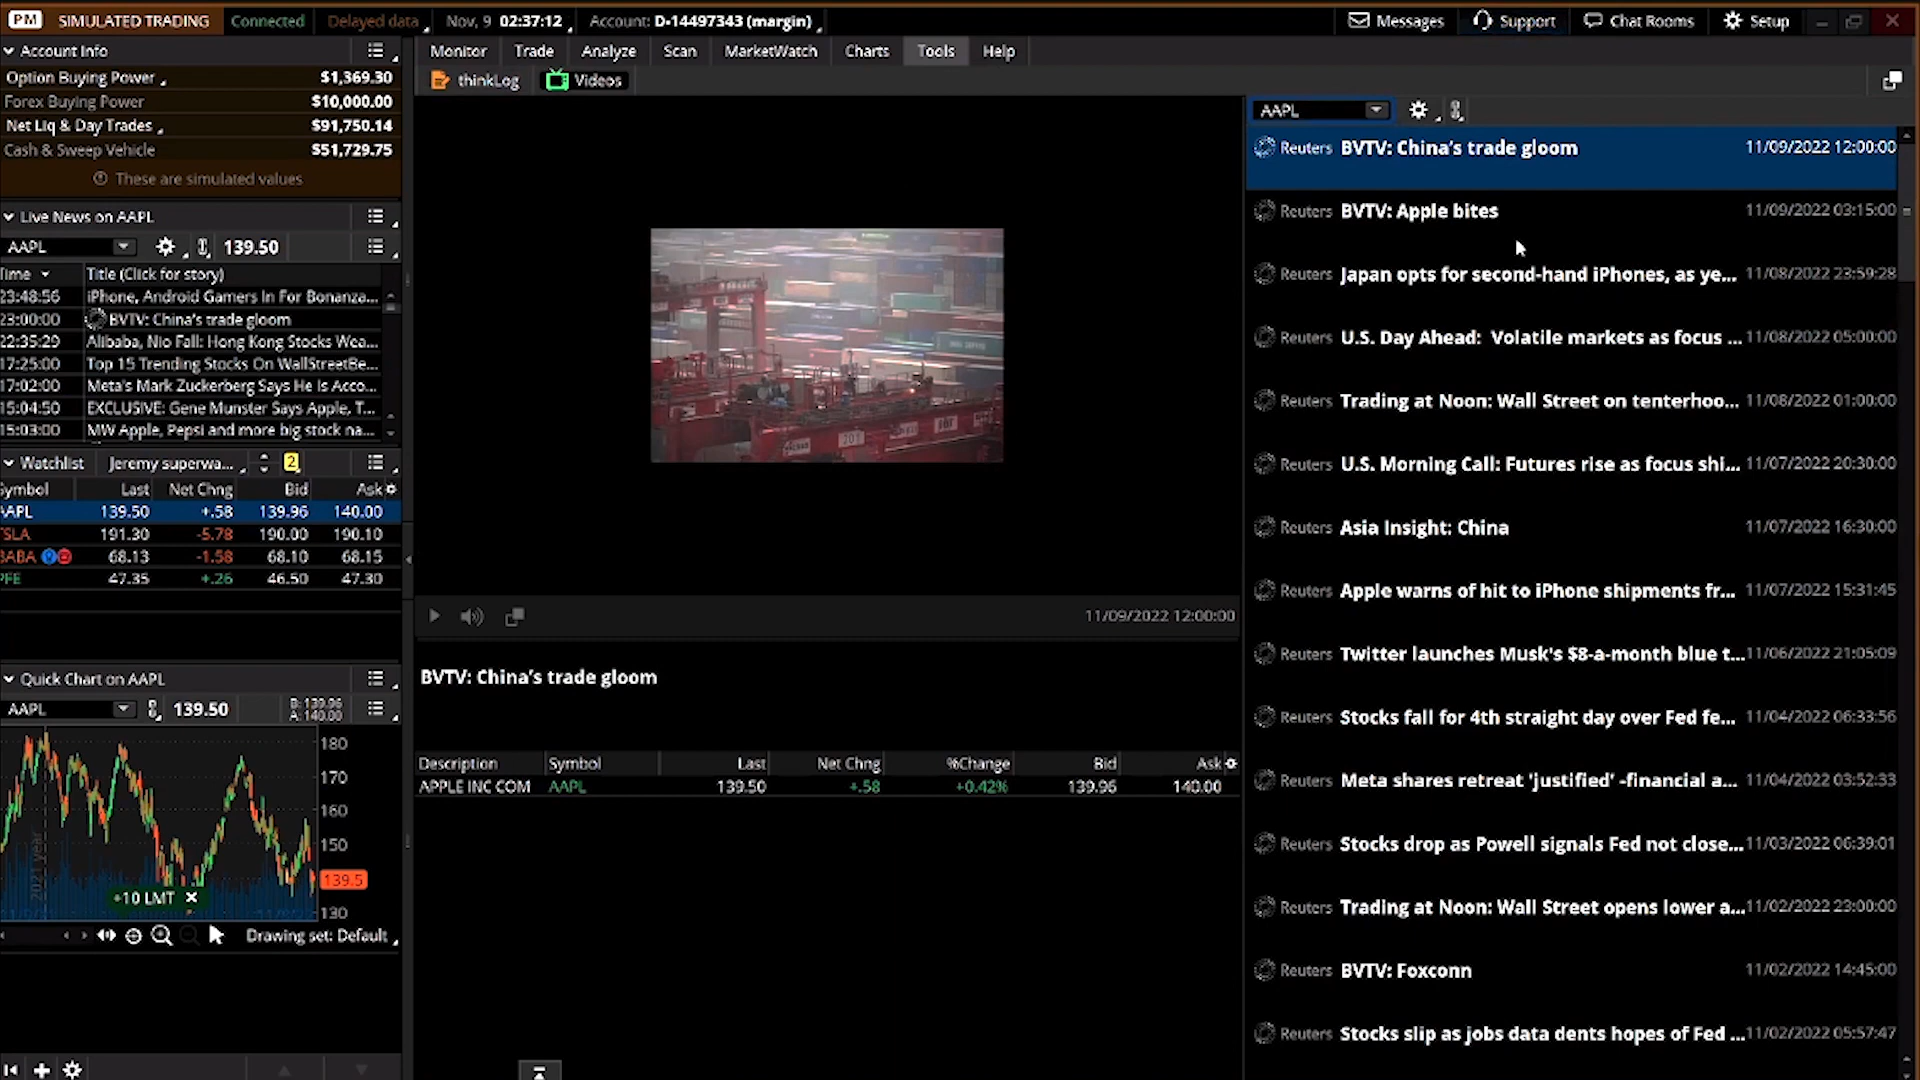 PM SIMULATED TRADING Connected Delayed data Nov, 9 02:37:12 Account: D-14497343 (margin) Messages Support Chat Rooms Setup
Account Info
Option Buying Power $1,369.30
Forex Buying Power $10,000.00
Net Liq & Day Trades $91,750.14
Cash & Sweep Vehicle $51,729.75
These are simulated values
Live News on AAPL
AAPL 139.50
Time Title (Click for story)
23:48:56 iPhone, Android Gamers In For Bonanza...
23:00:00 BVTV: China's trade gloom
22:35:29 Alibaba, Nio Fall: Hong Kong Stocks Wea...
17:25:00 Top 15 Trending Stocks On WallStreetBe...
17:02:00 Meta's Mark Zuckerberg Says He Is Acco...
15:04:50 EXCLUSIVE: Gene Munster Says Apple, T...
15:03:00 MW Apple, Pepsi and more big stock na...
Watchlist Jeremy superwa... 2
Symbol Last Net Chng Bid Ask
AAPL 139.50 +.58 139.96 140.00
TSLA 191.30 -5.78 190.00 190.10
BABA 68.13 -1.58 68.10 68.15
PFE 47.35 +.26 46.50 47.30
Quick Chart on AAPL
AAPL 139.50 B: 139.96
A: 140.00
180
170
160
150
139.5
130
2021 year
+10 LMT
Drawing set: Default
Monitor Trade Analyze Scan MarketWatch Charts Tools Help
thinkLog Videos
11/09/2022 12:00:00
BVTV: China's trade gloom
Description Symbol Last Net Chng %Change Bid Ask
APPLE INC COM AAPL 139.50 +.58 +0.42% 139.96 140.00
AAPL
Reuters BVTV: China's trade gloom 11/09/2022 12:00:00
Reuters BVTV: Apple bites 11/09/2022 03:15:00
Reuters Japan opts for second-hand iPhones, as ye... 11/08/2022 23:59:28
Reuters U.S. Day Ahead: Volatile markets as focus ... 11/08/2022 05:00:00
Reuters Trading at Noon: Wall Street on tenterhoo... 11/08/2022 01:00:00
Reuters U.S. Morning Call: Futures rise as focus shi... 11/07/2022 20:30:00
Reuters Asia Insight: China 11/07/2022 16:30:00
Reuters Apple warns of hit to iPhone shipments fr... 11/07/2022 15:31:45
Reuters Twitter launches Musk's $8-a-month blue t... 11/06/2022 21:05:09
Reuters Stocks fall for 4th straight day over Fed fe... 11/04/2022 06:33:56
Reuters Meta shares retreat 'justified' -financial a... 11/04/2022 03:52:33
Reuters Stocks drop as Powell signals Fed not close... 11/03/2022 06:39:01
Reuters Trading at Noon: Wall Street opens lower a... 11/02/2022 23:00:00
Reuters BVTV: Foxconn 11/02/2022 14:45:00
Reuters Stocks slip as jobs data dents hopes of Fed ... 11/02/2022 05:57:47